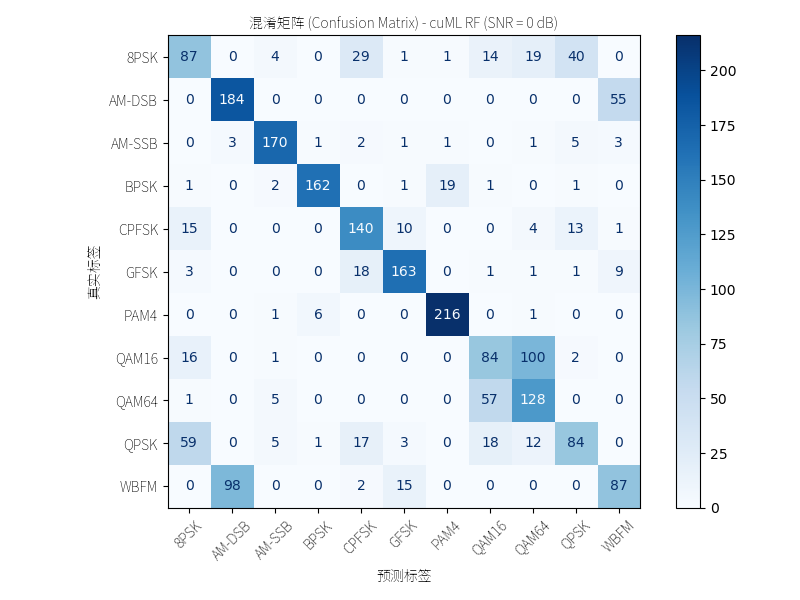 混淆矩阵 (Confusion Matrix) - cuML RF (SNR = 0 dB)
8PSK 87 0 4 0 29 1 1 14 19 40 0
AM-DSB 0 184 0 0 0 0 0 0 0 0 55
AM-SSB 0 3 170 1 2 1 1 0 1 5 3
BPSK 1 0 2 162 0 1 19 1 0 1 0
CPFSK 15 0 0 0 140 10 0 0 4 13 1
GFSK 3 0 0 0 18 163 0 1 1 1 9
PAM4 0 0 1 6 0 0 216 0 1 0 0
QAM16 16 0 1 0 0 0 0 84 100 2 0
QAM64 1 0 5 0 0 0 0 57 128 0 0
QPSK 59 0 5 1 17 3 0 18 12 84 0
WBFM 0 98 0 0 2 15 0 0 0 0 87
8PSK AM-DSB AM-SSB BPSK CPFSK GFSK PAM4 QAM16 QAM64 QPSK WBFM
预测标签
真实标签
200
175
150
125
100
75
50
25
0